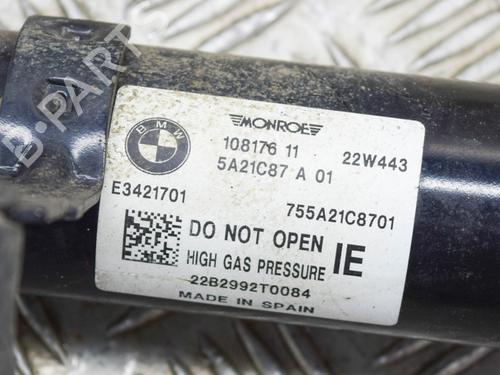 B-PARTS
MONROE
BMW
108176 11 22W443
5A21C87 A 01
E3421701 755A21C8701
DO NOT OPEN IE
HIGH GAS PRESSURE
22B2992T0084
MADE IN SPAIN